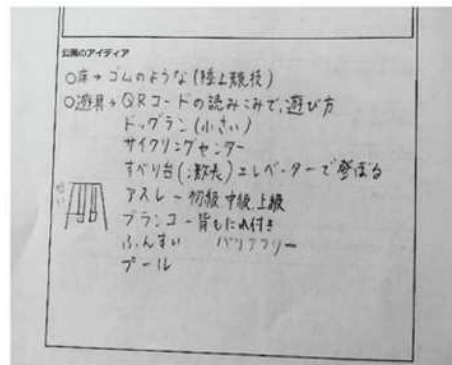 公園のアイディア
○床→ゴムのような(陸上競技)
○遊具→QRコードの読みこみで、遊び方
ドッグラン(小さい)
サイクリングセンター
すべり台(激長)エレベーターで登ぼる
アスレー初級 中級 上級
ブランコー背もたれ付き
ふんすい バリアフリー
プール